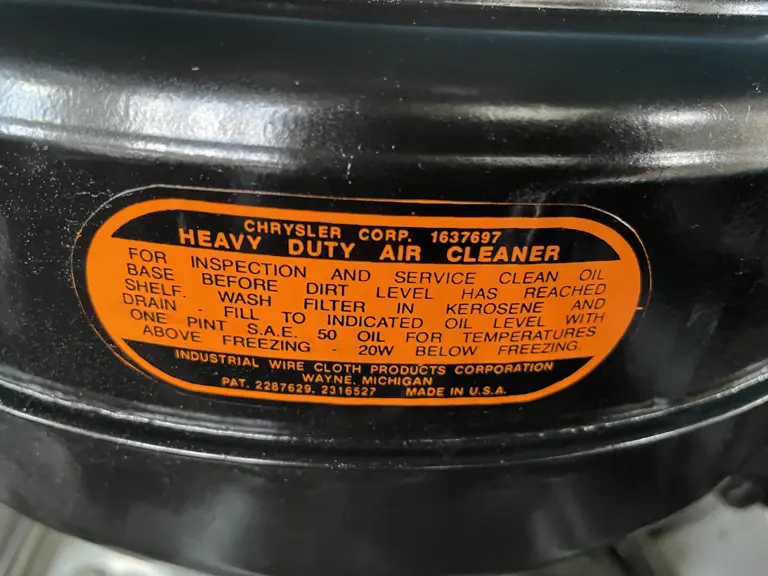 CHRYSLER CORP. 1637697
HEAVY DUTY AIR CLEANER
FOR INSPECTION AND SERVICE CLEAN OIL
BASE BEFORE DIRT LEVEL HAS REACHED
SHELF. WASH FILTER IN KEROSENE AND
DRAIN - FILL TO INDICATED OIL LEVEL WITH
ONE PINT S.A.E. 50 OIL FOR TEMPERATURES
ABOVE FREEZING - 20W BELOW FREEZING.
INDUSTRIAL WIRE CLOTH PRODUCTS CORPORATION
WAYNE, MICHIGAN
PAT. 2287629, 2316527 MADE IN U.S.A.